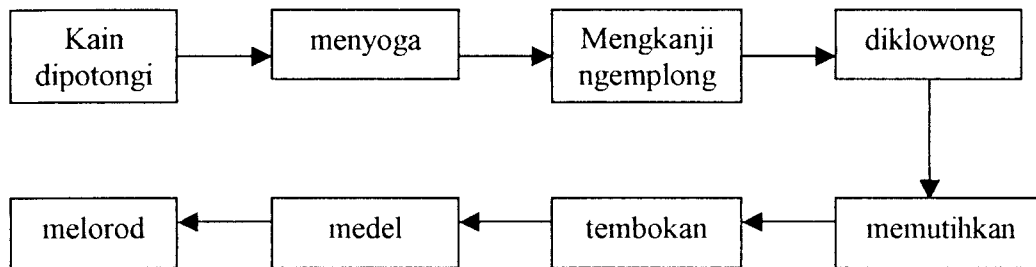 Kain
dipotongi
menyoga
Mengkanji
ngemplong
diklowong
memutihkan
tembokan
medel
melorod